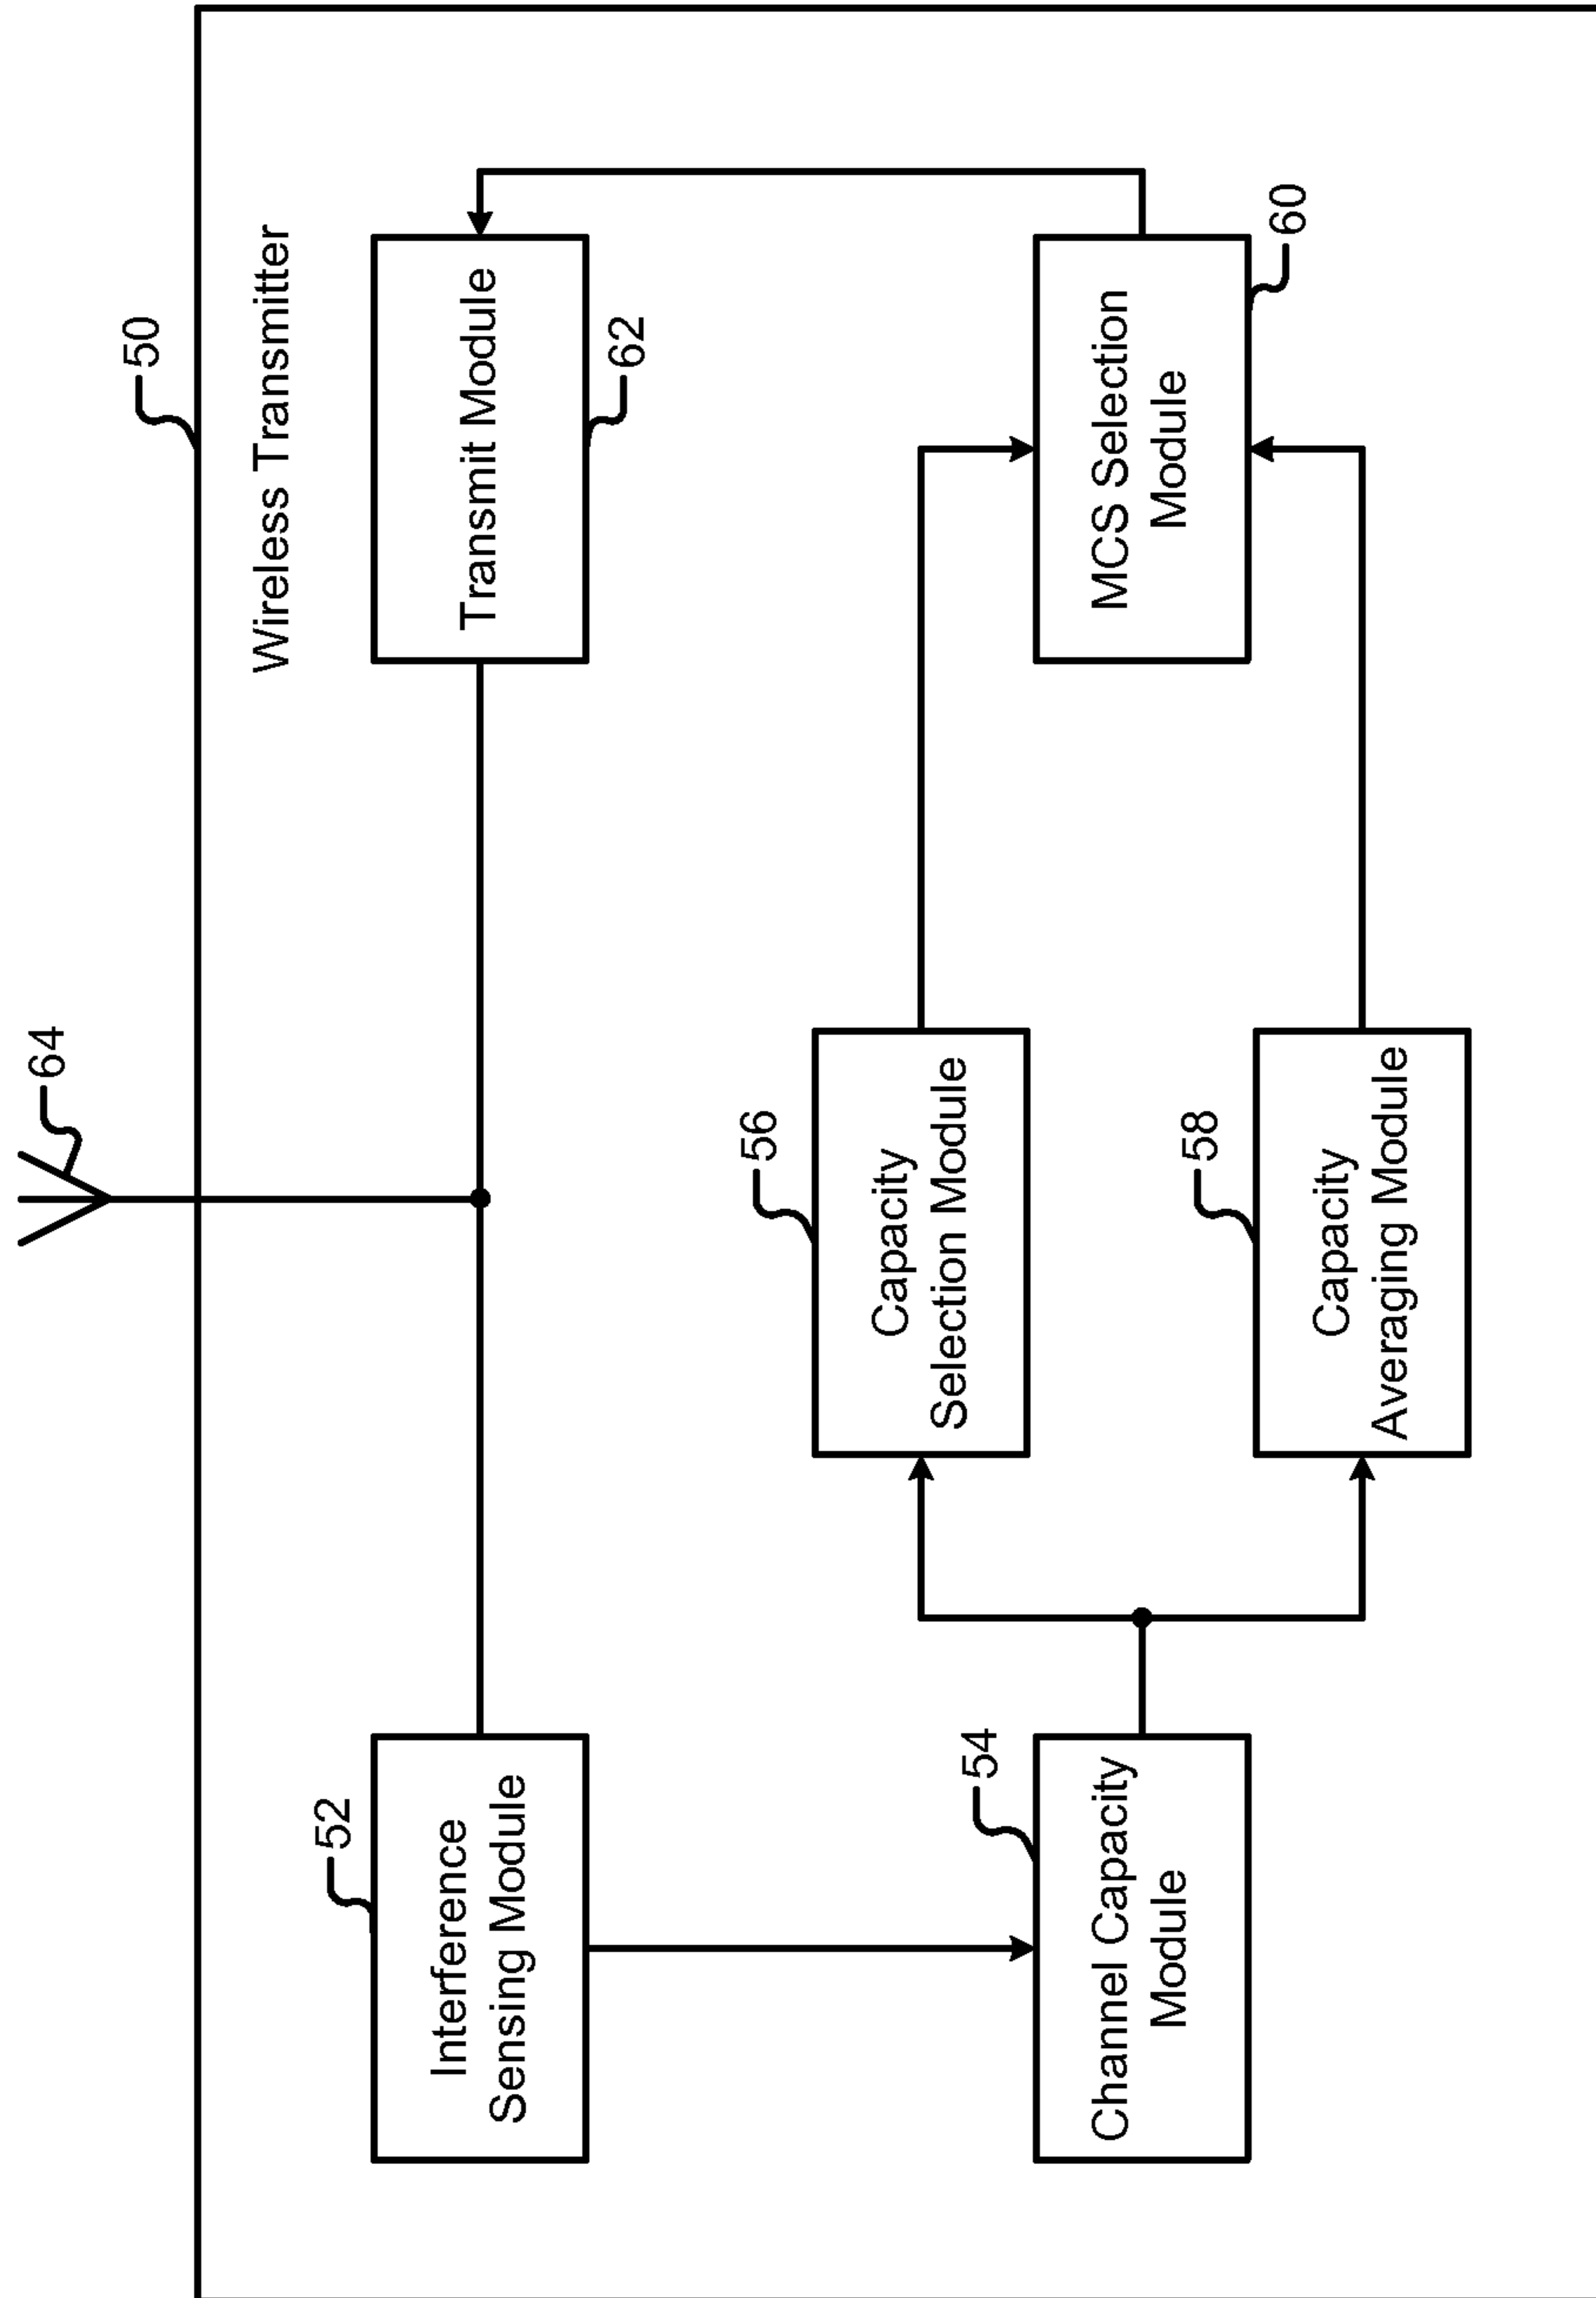 64
50
Wireless Transmitter
52
Interference
Sensing Module
Transmit Module
62
56
Capacity
Selection Module
54
Channel Capacity
Module
MCS Selection
Module
60
58
Capacity
Averaging Module